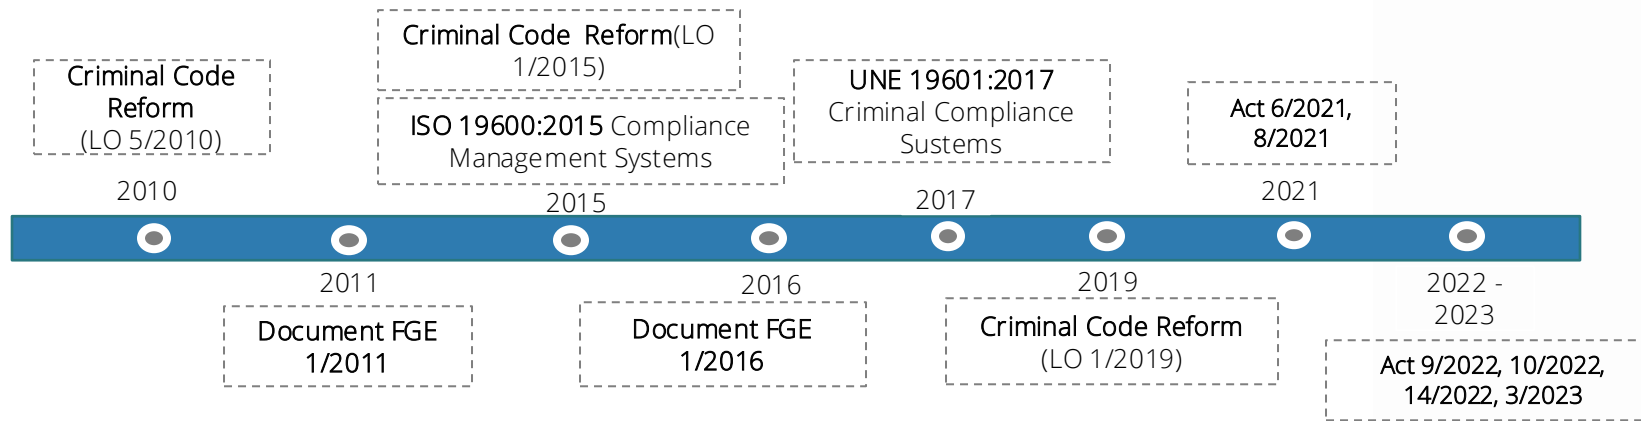 Criminal Code
Reform
(LO 5/2010)
2010
2011
Document FGE
1/2011
Criminal Code  Reform(LO
1/2015)
ISO 19600:2015 Compliance
Management Systems
2015
2016
Document FGE
1/2016
UNE 19601:2017
Criminal Compliance
Sustems
2017
2019
Criminal Code Reform
(LO 1/2019)
Act 6/2021,
8/2021
2021
2022 -
2023
Act 9/2022, 10/2022,
14/2022, 3/2023